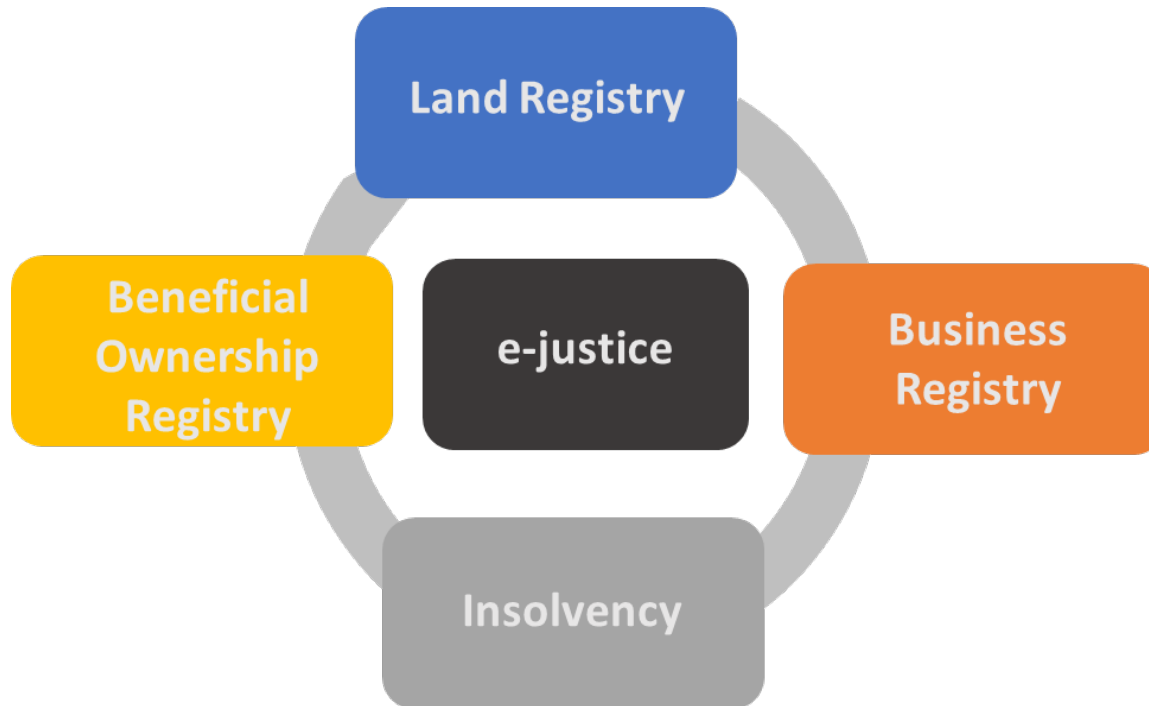 Land Registry
Beneficial
Ownership
Registry
e-justice
Business
Registry
Insolvency